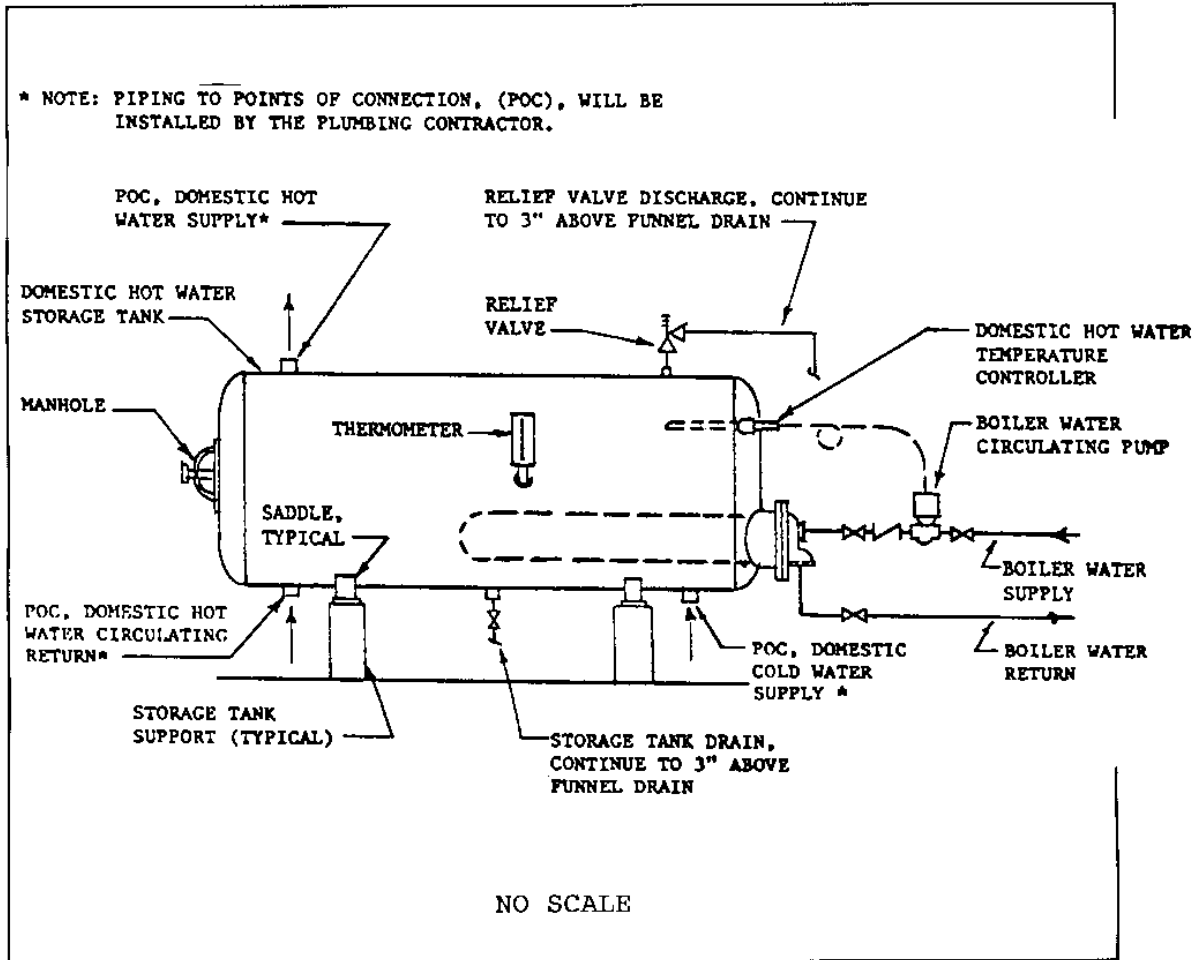 * NOTE: PIPING TO POINTS OF CONNECTION, (POC), WILL BE
INSTALLED BY THE PLUMBING CONTRACTOR.
POC, DOMESTIC HOT
WATER SUPPLY*
RELIEF VALVE DISCHARGE, CONTINUE
TO 3" ABOVE FUNNEL DRAIN
DOMESTIC HOT WATER
STORAGE TANK
RELIEF
VALVE
DOMESTIC HOT WATER
TEMPERATURE
CONTROLLER
MANHOLE
THERMOMETER
BOILER WATER
CIRCULATING PUMP
SADDLE,
TYPICAL
BOILER WATER
SUPPLY
POC, DOMESTIC HOT
WATER CIRCULATING
RETURN*
POC, DOMESTIC
COLD WATER
SUPPLY *
BOILER WATER
RETURN
STORAGE TANK
SUPPORT (TYPICAL)
STORAGE TANK DRAIN,
CONTINUE TO 3" ABOVE
FUNNEL DRAIN
NO SCALE